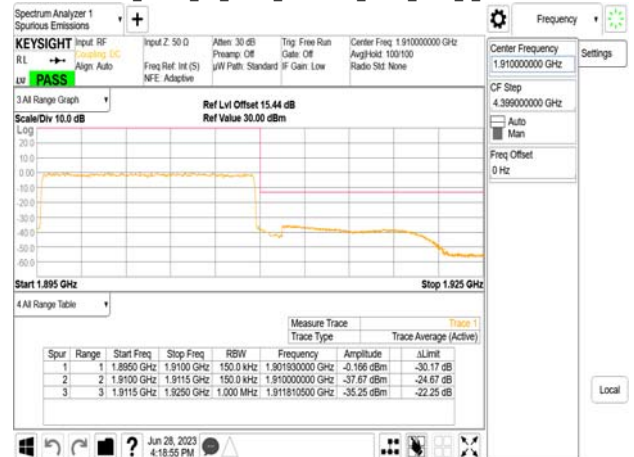 Spectrum Analyzer 1
Spurious Emissions
+
Frequency
KEYSIGHT Input: RF Input Z: 50 Ω Atten: 30 dB Trig: Free Run Center Freq: 1.910000000 GHz
RL Coupling: DC Preamp: Off Gate: Off Avg|Hold: 100/100
Align: Auto Freq Ref: Int (S) µW Path: Standard IF Gain: Low Radio Std: None
NFE: Adaptive
PASS
Center Frequency
1.910000000 GHz
Settings
CF Step
4.399000000 GHz
Auto
Man
Freq Offset
0 Hz
3 All Range Graph
Ref Lvl Offset 15.44 dB
Scale/Div 10.0 dB Ref Value 30.00 dBm
Log
20.0
10.0
0.00
-10.0
-20.0
-30.0
-40.0
-50.0
-60.0
Start 1.895 GHz Stop 1.925 GHz
4 All Range Table
Measure Trace Trace 1
Trace Type Trace Average (Active)
Spur Range Start Freq Stop Freq RBW Frequency Amplitude ΔLimit
1 1 1.8950 GHz 1.9100 GHz 150.0 kHz 1.901930000 GHz -0.166 dBm -30.17 dB
2 2 1.9100 GHz 1.9115 GHz 150.0 kHz 1.910000000 GHz -37.67 dBm -24.67 dB
3 3 1.9115 GHz 1.9250 GHz 1.000 MHz 1.911810500 GHz -35.25 dBm -22.25 dB
Local
?
Jun 28, 2023
4:18:55 PM